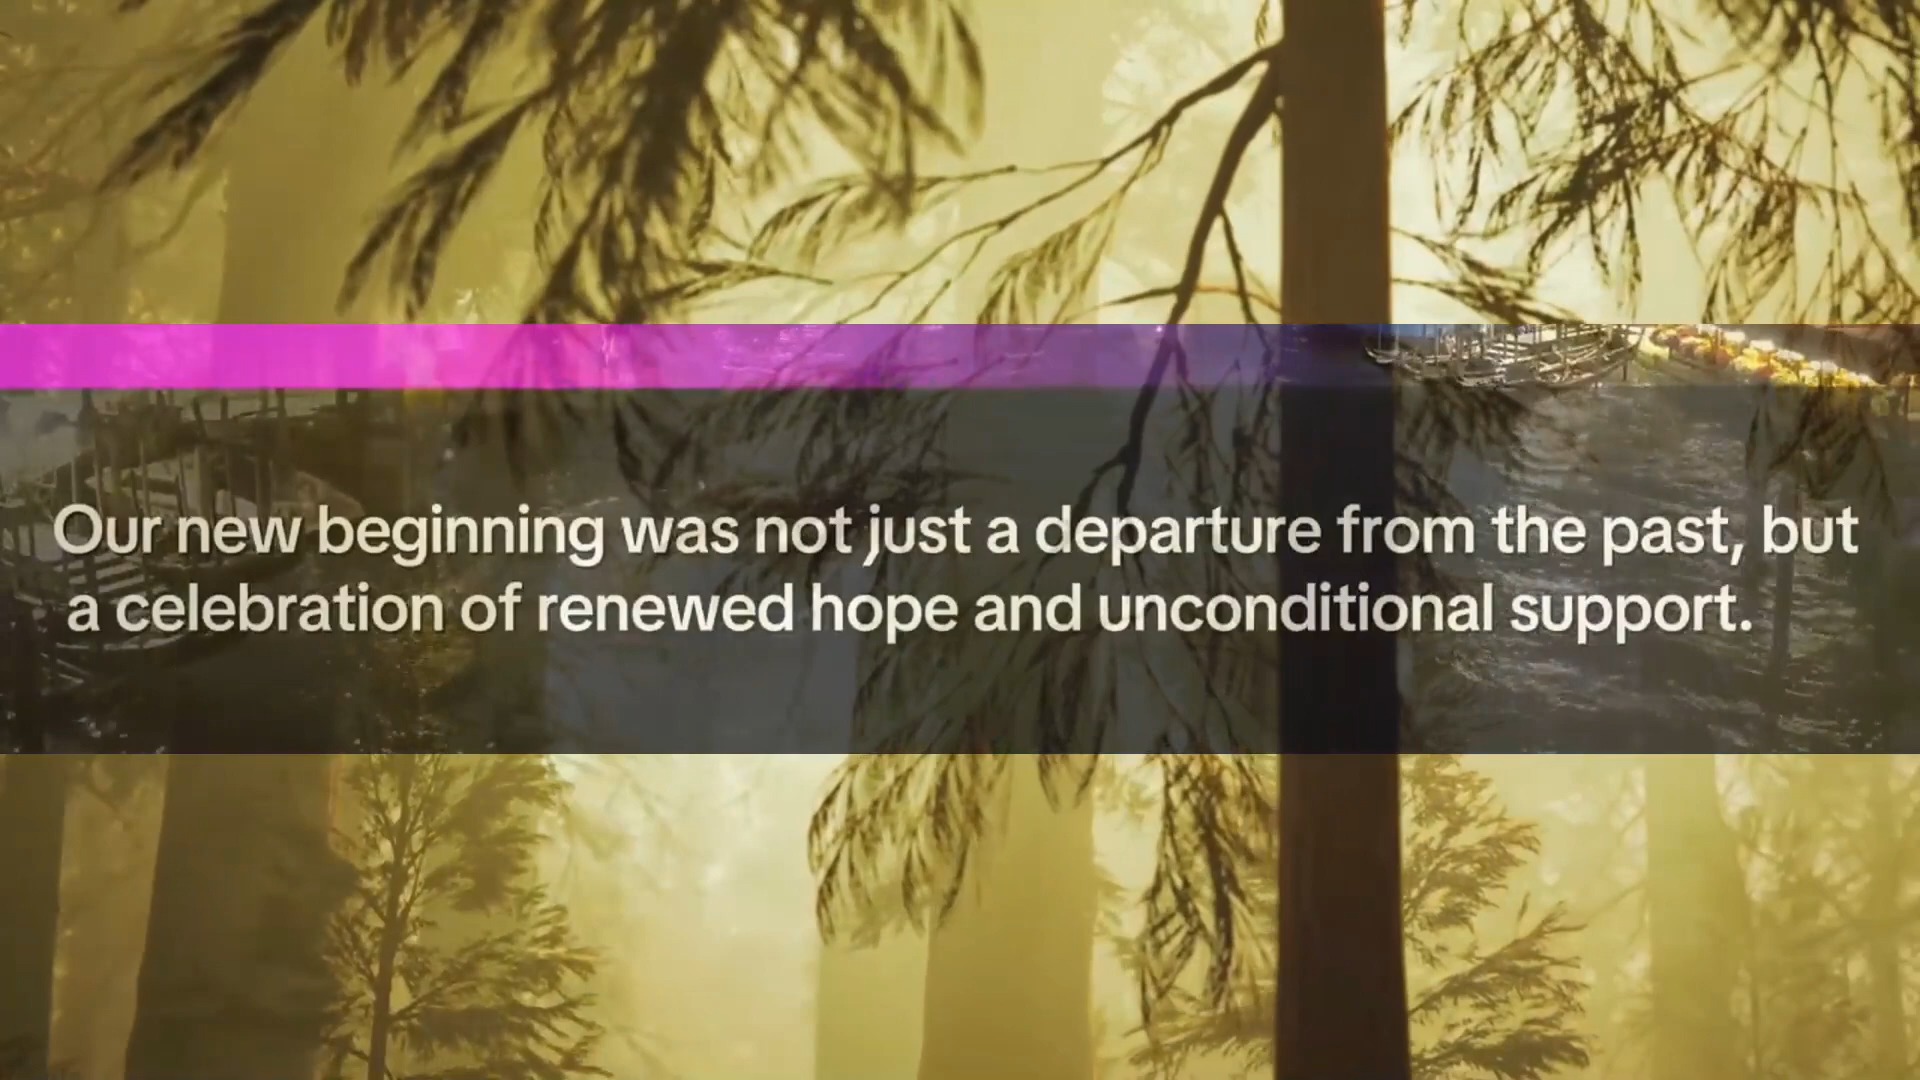 Our new beginning was not just a departure from the past, but
a celebration of renewed hope and unconditional support.